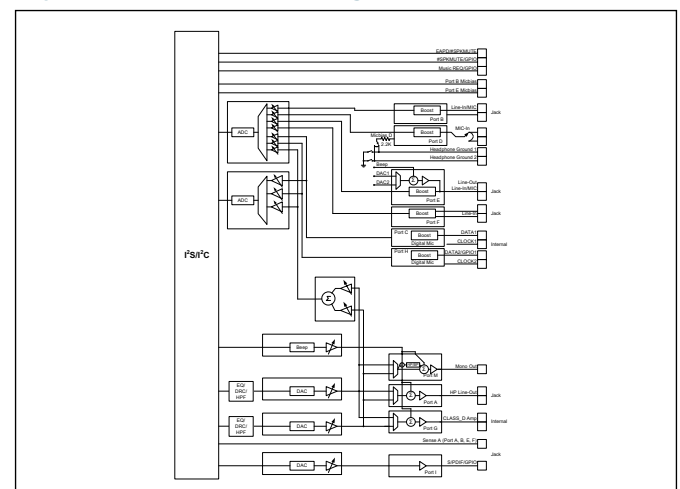 EAPD/#SPKMUTE
#SPKMUTE/GPIO
Music REQ/GPIO
Port B Micbias
Port E Micbias
Line-In/MIC
Boost
Port B
Jack
ADC
MIC-In
Boost
Port D
Micbias D
2.2K
Headphone Ground 1
Headphone Ground 2
Beep
DAC1
DAC2
Σ
Line-Out
Line-In/MIC
Boost
Port E
Jack
ADC
Boost
Line-In
Port F
Jack
Port C
Boost
Digital Mic
DATA1
CLOCK1
Internal
Port H
Boost
Digital Mic
DATA2/GPIO1
CLOCK2
I²S/I²C
Σ
Beep
Σ
Port M
Mono Out
EQ/
DRC/
HPF
DAC
Σ
Port A
HP Line-Out
Jack
EQ/
DRC/
HPF
DAC
Σ
Port G
CLASS_D Amp
Internal
Sense A (Port A, B, E, F)
Jack
DAC
Port I
S/PDIF/GPIO